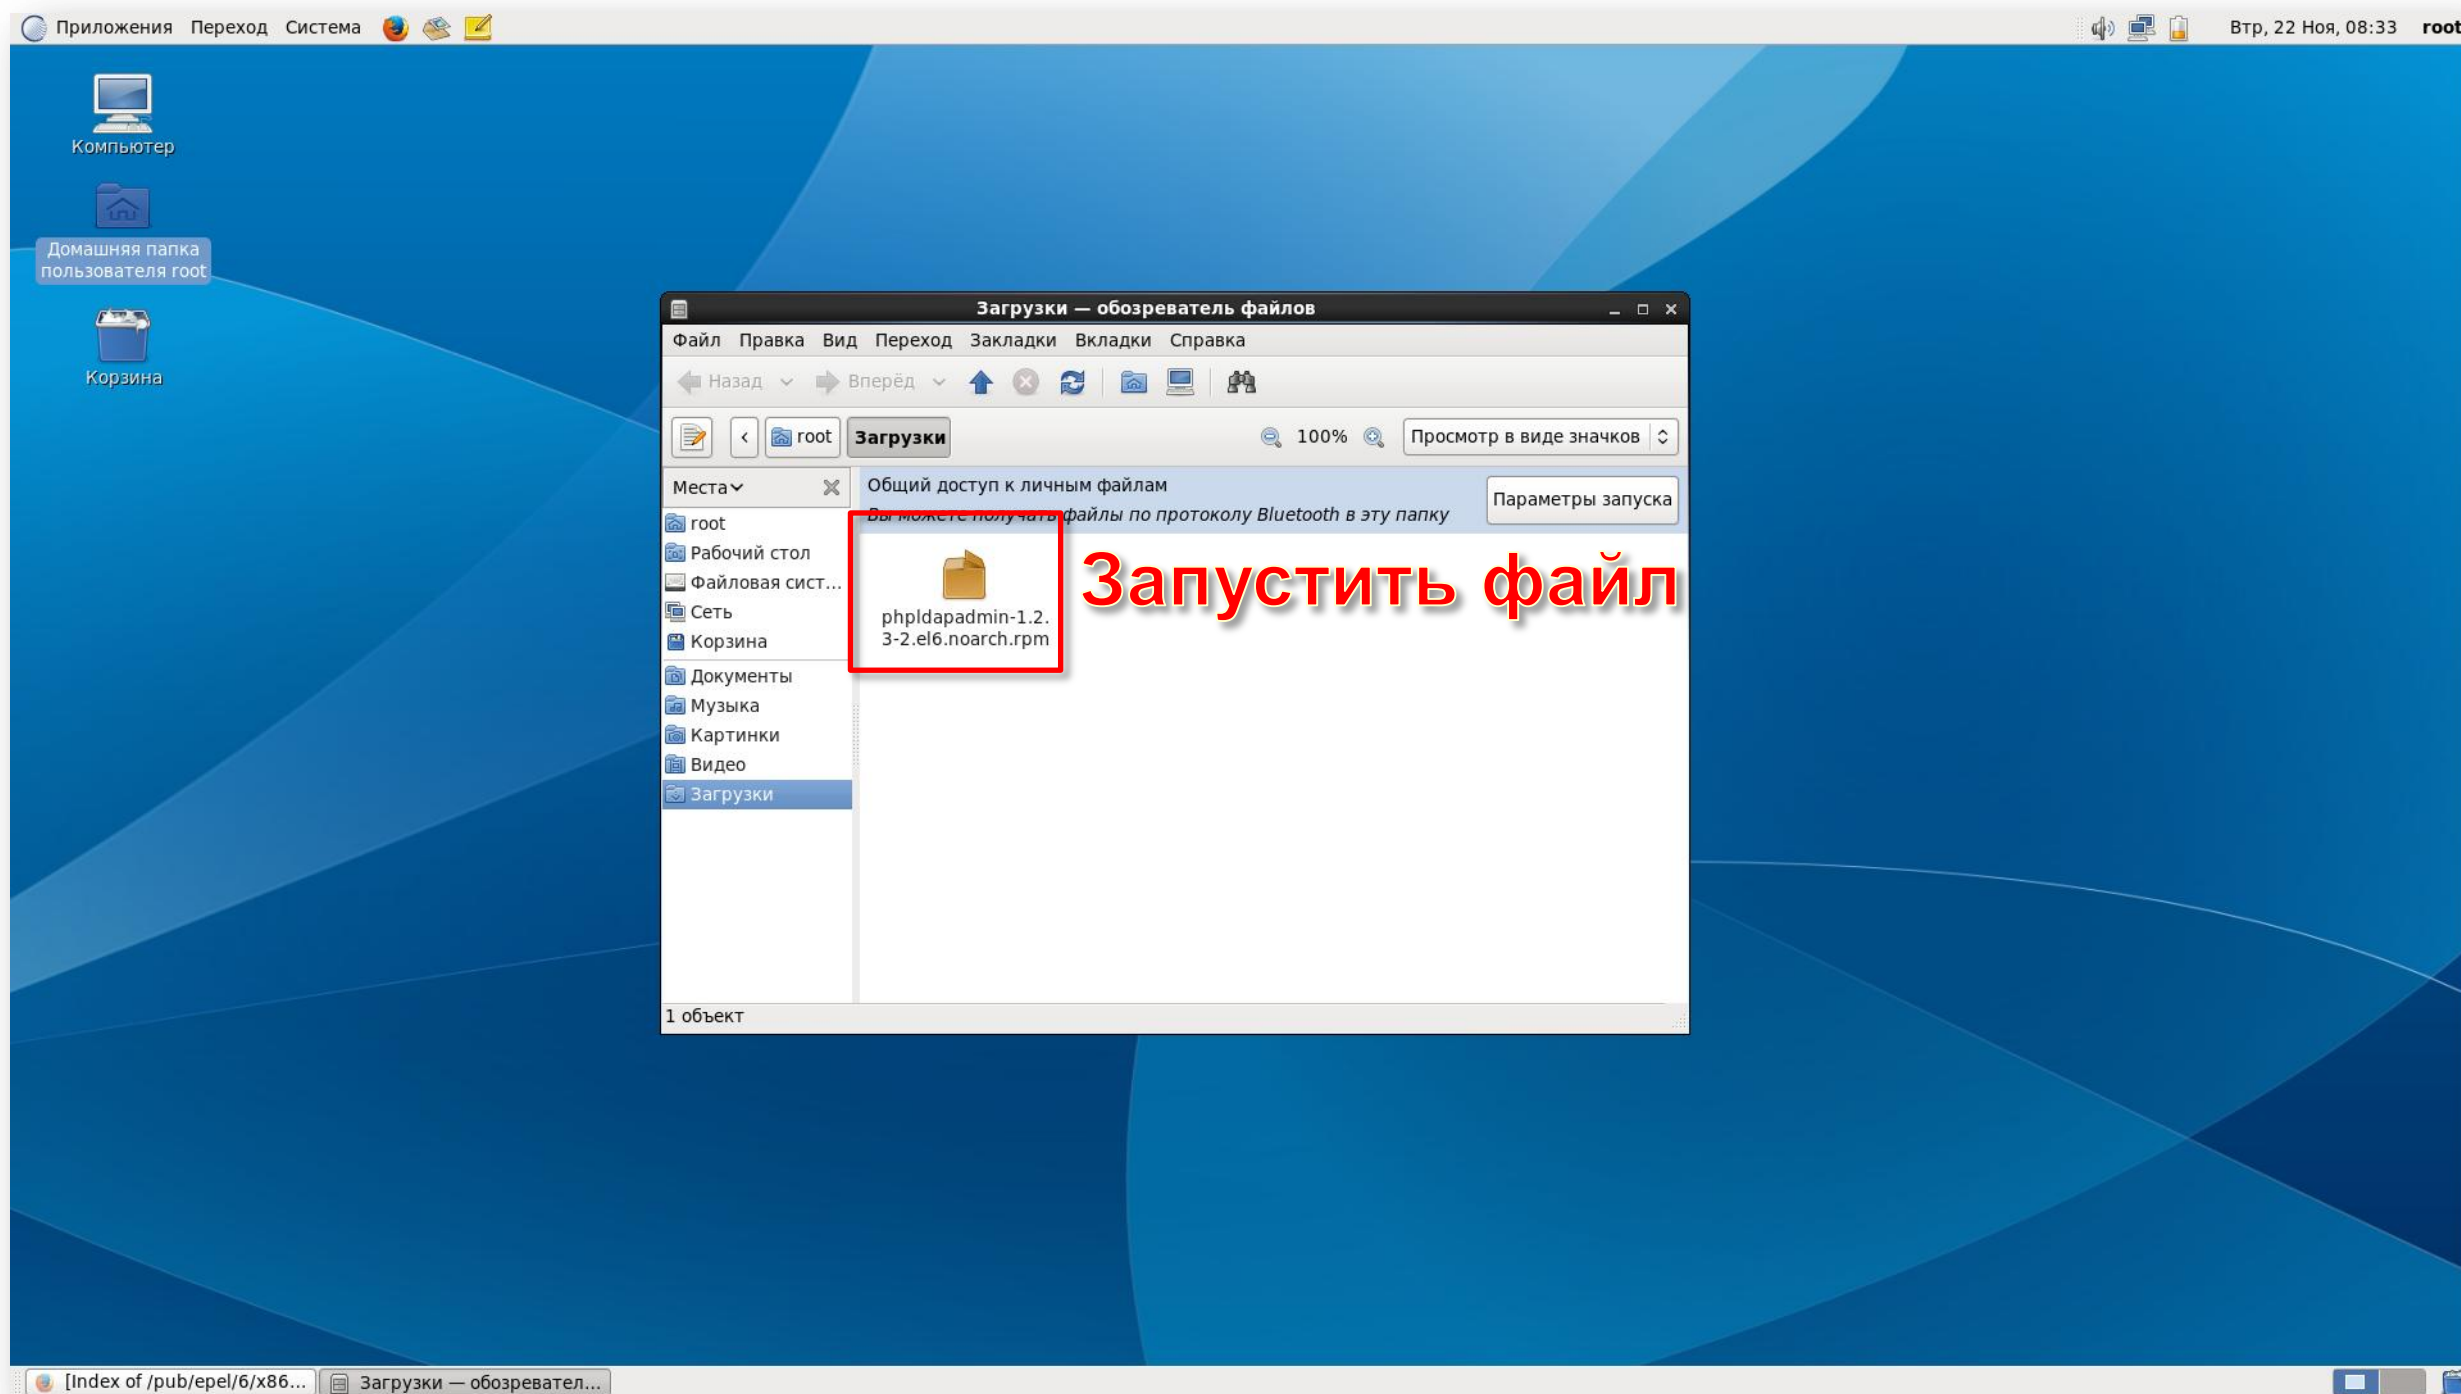 Приложения Переход Система
Втр, 22 Ноя, 08:33 root
Компьютер
Домашняя папка
пользователя root
Корзина
Загрузки — обозреватель файлов
Файл Правка Вид Переход Закладки Вкладки Справка
Назад Вперёд
root Загрузки 100% Просмотр в виде значков
Места
Общий доступ к личным файлам
Вы можете получать файлы по протоколу Bluetooth в эту папку
Параметры запуска
root
Рабочий стол
Файловая сист...
Сеть
Корзина
Документы
Музыка
Картинки
Видео
Загрузки
phpldapadmin-1.2.
3-2.el6.noarch.rpm
Запустить файл
1 объект
[Index of /pub/epel/6/x86...
Загрузки — обозревател...